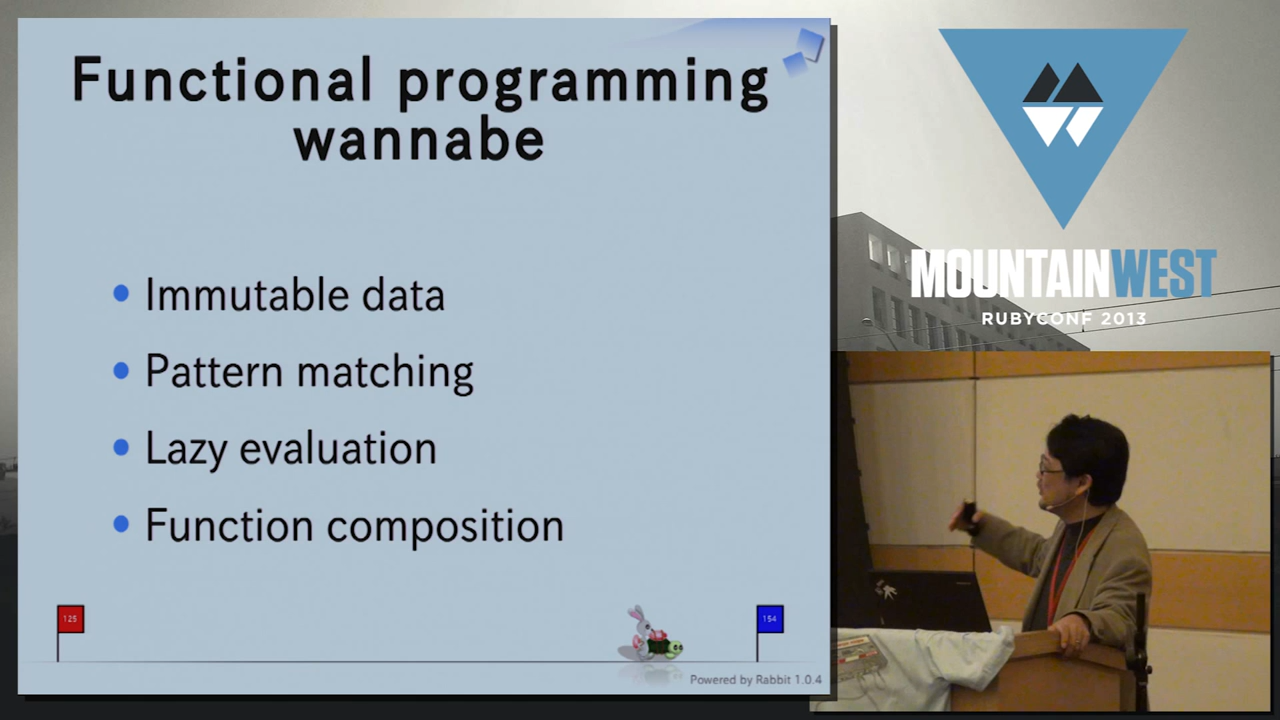 Functional programming
wannabe
Immutable data
Pattern matching
Lazy evaluation
Function composition
125
154
Powered by Rabbit 1.0.4
MOUNTAINWEST
RUBYCONF 2013